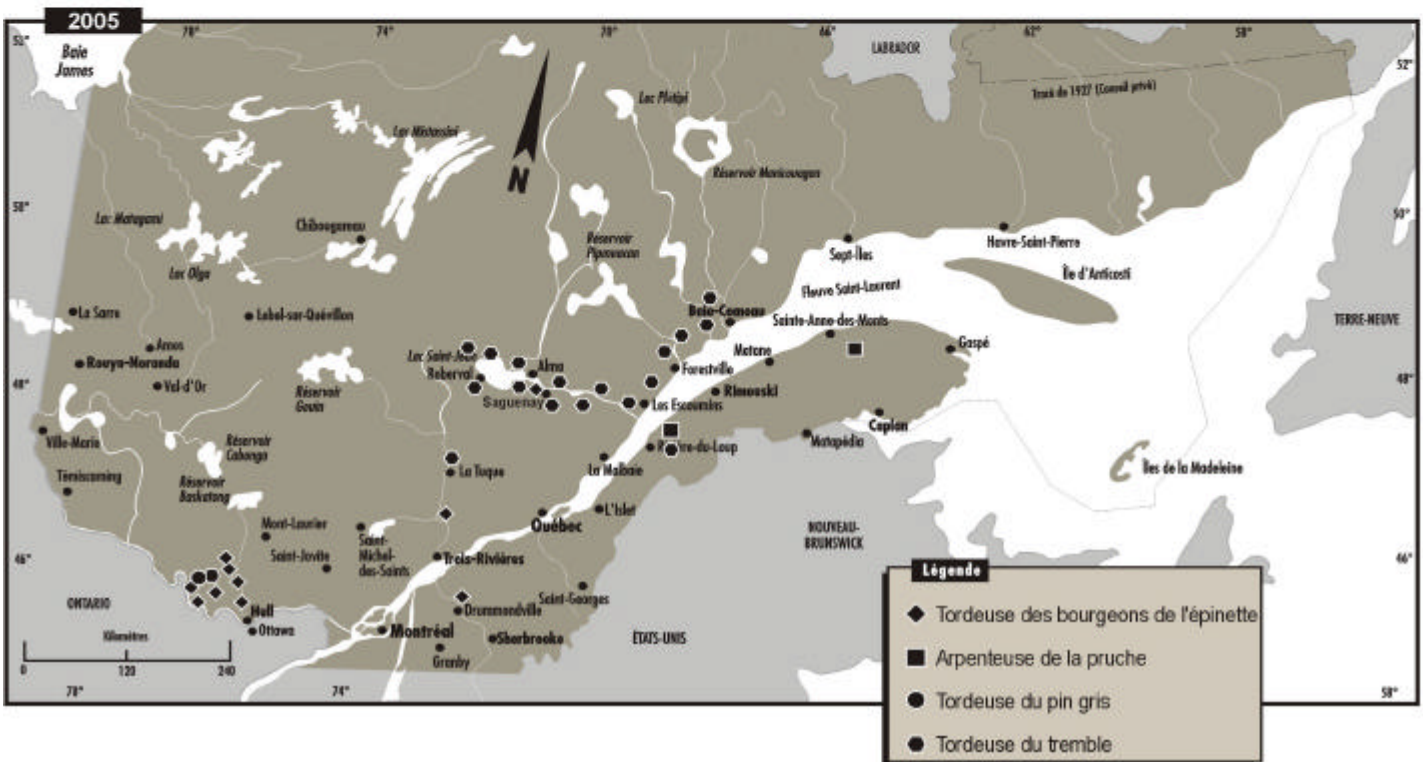 2005
78°
74°
70°
66°
62°
58°
52°
Baie
James
LABRADOR
52°
Tracé de 1927 (Conseil privé)
Lac Plétipi
Lac Mistassini
N
Réservoir Manicouagan
50°
50°
Lac Matagami
Chibougamau
Réservoir
Pipmuacan
Sept-Îles
Havre-Saint-Pierre
Lac Olga
Île d'Anticosti
Fleuve Saint-Laurent
La Sarre
Lebel-sur-Quévillon
Baie-Comeau
Sainte-Anne-des-Monts
TERRE-NEUVE
Amos
Rouyn-Noranda
Lac Saint-Jean
Alma
Matane
Gaspé
Forestville
Val-d'Or
Roberval
48°
48°
Réservoir
Gouin
Saguenay
Rimouski
Les Escoumins
Caplan
Ville-Marie
Réservoir
Cabonga
Rivière-du-Loup
Matapédia
La Tuque
La Malbaie
Îles de la Madeleine
Témiscaming
Réservoir
Baskatong
Québec
L'Islet
Mont-Laurier
Saint-
Michel-
des-Saints
NOUVEAU-
BRUNSWICK
Saint-Jovite
Trois-Rivières
46°
46°
Saint-Georges
ONTARIO
Hull
Ottawa
Drummondville
Montréal
Sherbrooke
ÉTATS-UNIS
Granby
Kilomètres
0
120
240
78°
74°
58°
Légende
Tordeuse des bourgeons de l'épinette
Arpenteuse de la pruche
Tordeuse du pin gris
Tordeuse du tremble